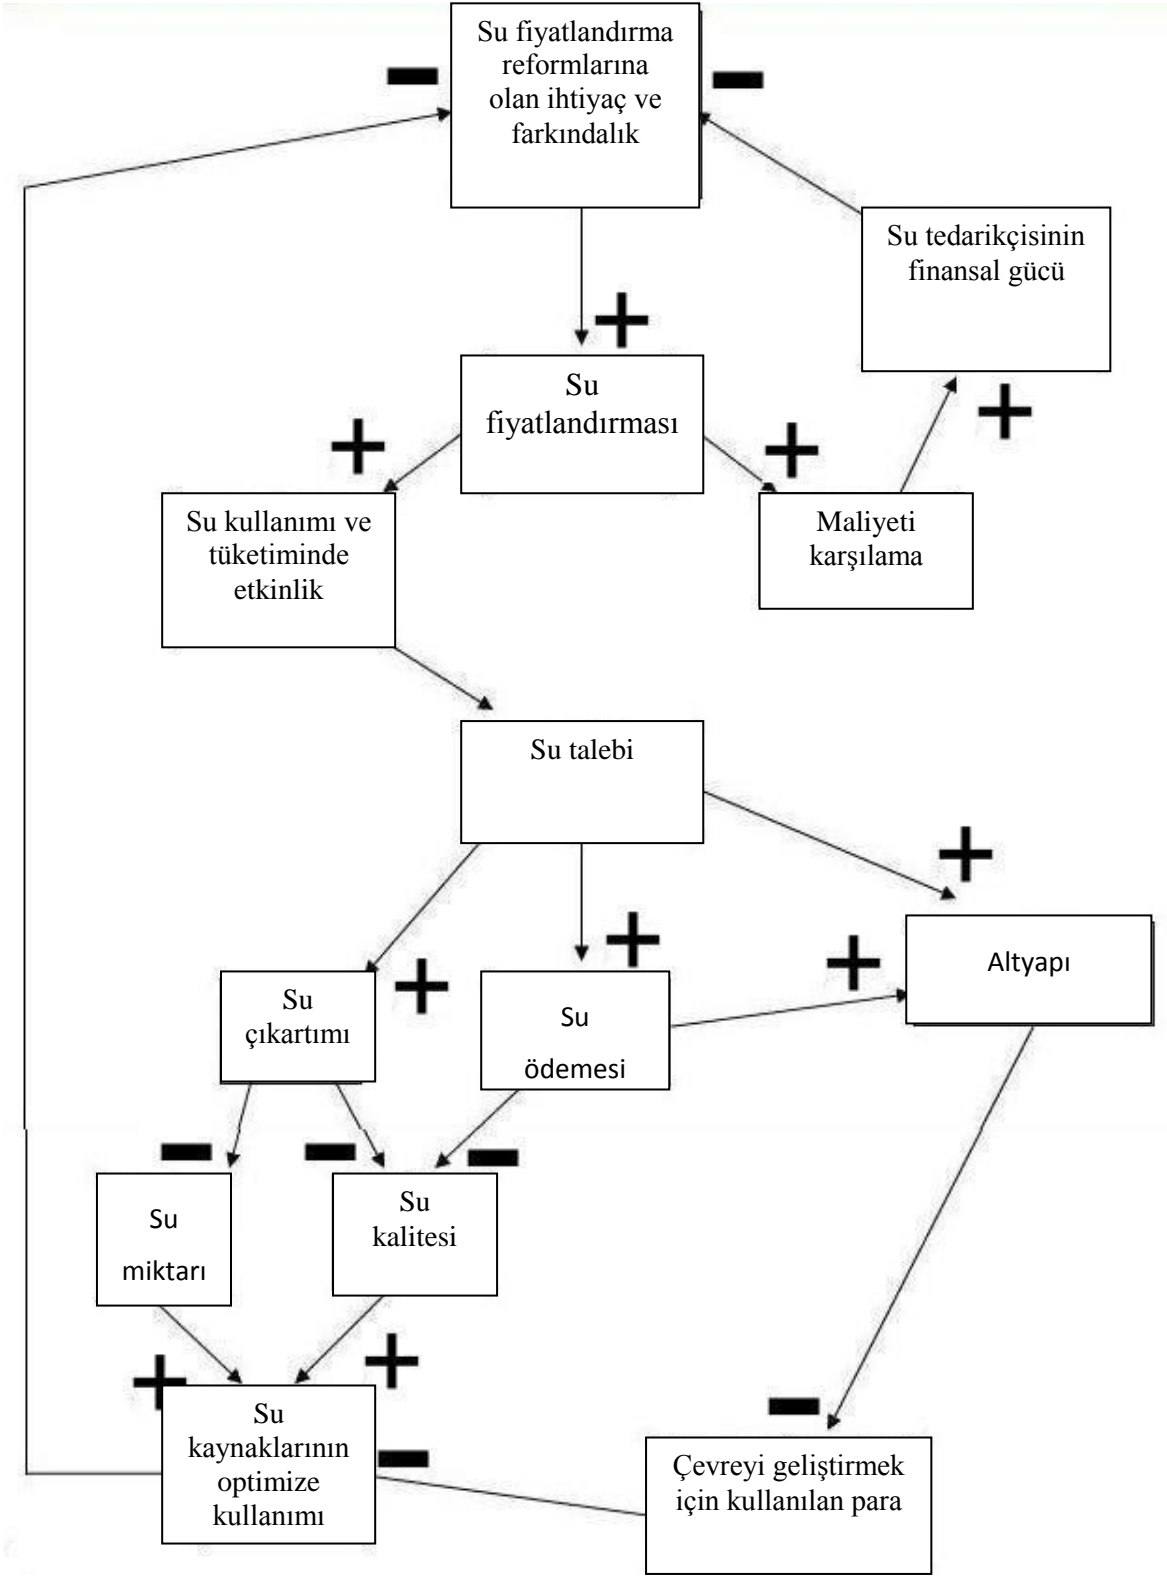 Su fiyatlandırma
reformlarına
olan ihtiyaç ve
farkındalık
−
−
Su tedarikçisinin
finansal gücü
+
Su
fiyatlandırması
+
+
+
Su kullanımı ve
tüketiminde
etkinlik
Maliyeti
karşılama
Su talebi
+
+
+
+
Altyapı
Su
çıkartımı
Su
ödemesi
−
−
−
Su
miktarı
Su
kalitesi
+
+
Su
kaynaklarının
optimize
kullanımı
−
−
Çevreyi geliştirmek
için kullanılan para